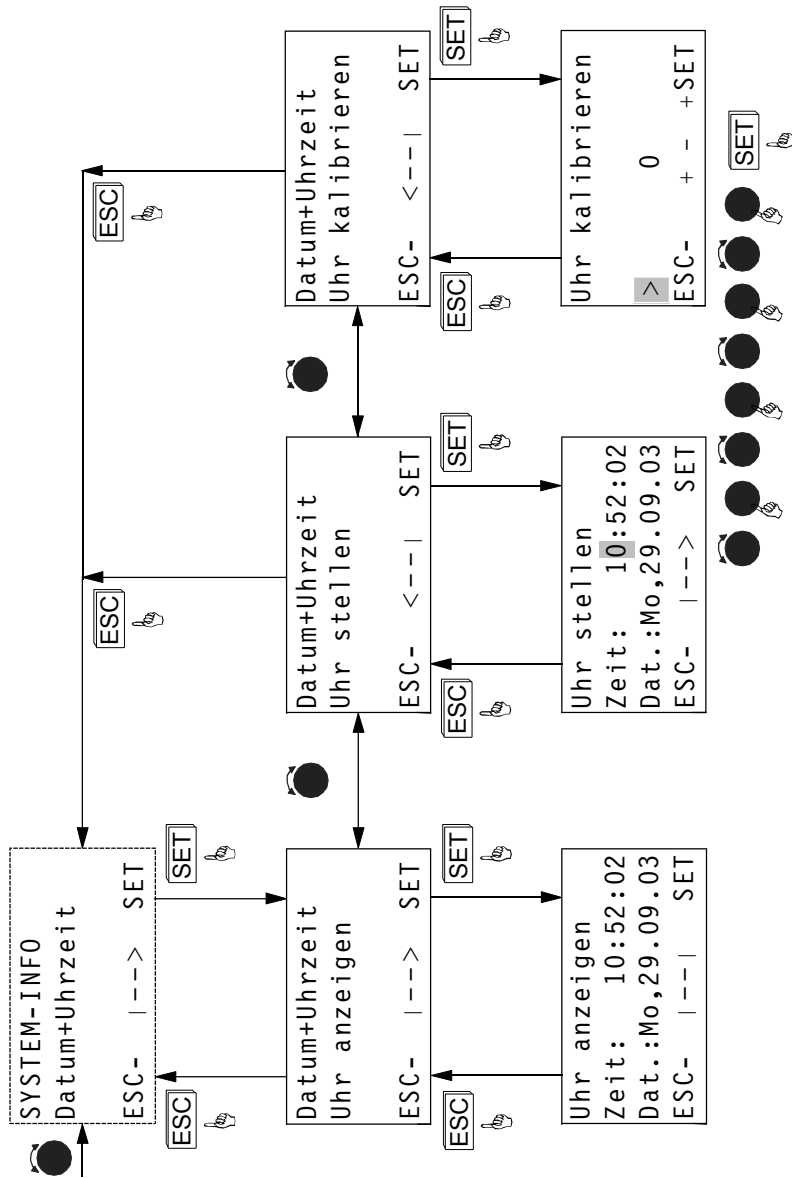 SYSTEM-INFO
Datum+Uhrzeit
ESC- |--> SET
ESC
SET
ESC
ESC
Datum+Uhrzeit
Uhr anzeigen
ESC- |--> SET
Datum+Uhrzeit
Uhr stellen
ESC- <--| SET
Datum+Uhrzeit
Uhr kalibrieren
ESC- <--| SET
ESC
SET
ESC
SET
ESC
SET
Uhr anzeigen
Zeit: 10:52:02
Dat.:Mo,29.09.03
ESC- |--| SET
Uhr stellen
Zeit: 10:52:02
Dat.:Mo,29.09.03
ESC- |--> SET
Uhr kalibrieren
> 0
ESC- + - +SET
SET